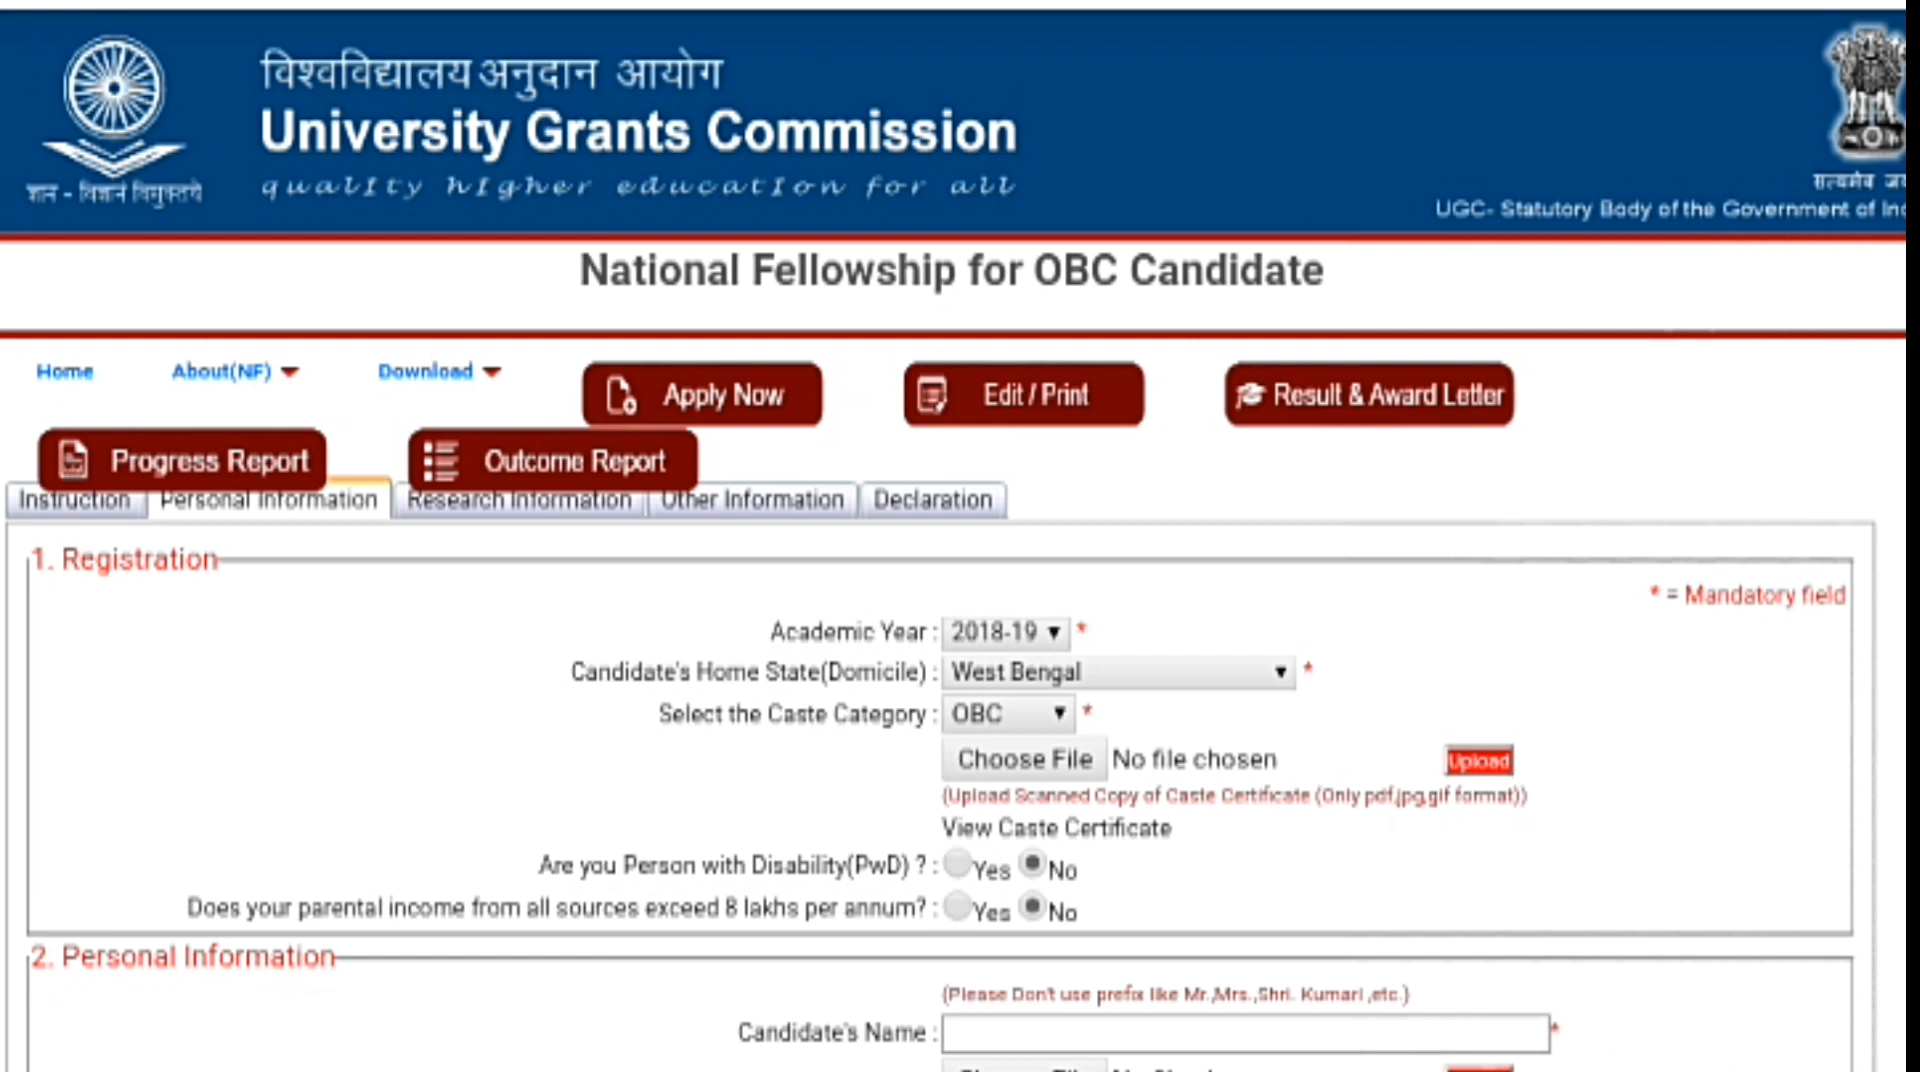 विश्वविद्यालय अनुदान आयोग
University Grants Commission
quality higher education for all
ज्ञान - विज्ञानं विमुक्तये
सत्यमेव
UGC- Statutory Body of the Government of
National Fellowship for OBC Candidate
Home About(NF) Download Apply Now Edit / Print Result & Award Letter
Progress Report Outcome Report
Instruction Personal Information Research Information Other Information Declaration
1. Registration
* = Mandatory field
Academic Year : 2018-19 *
Candidate's Home State(Domicile) : West Bengal *
Select the Caste Category : OBC *
Choose File No file chosen Upload
(Upload Scanned Copy of Caste Certificate (Only pdf,jpg,gif format))
View Caste Certificate
Are you Person with Disability(PwD) ? : Yes No
Does your parental income from all sources exceed 8 lakhs per annum? : Yes No
2. Personal Information
(Please Don't use prefix like Mr.,Mrs.,Shri. Kumari ,etc.)
Candidate's Name : *